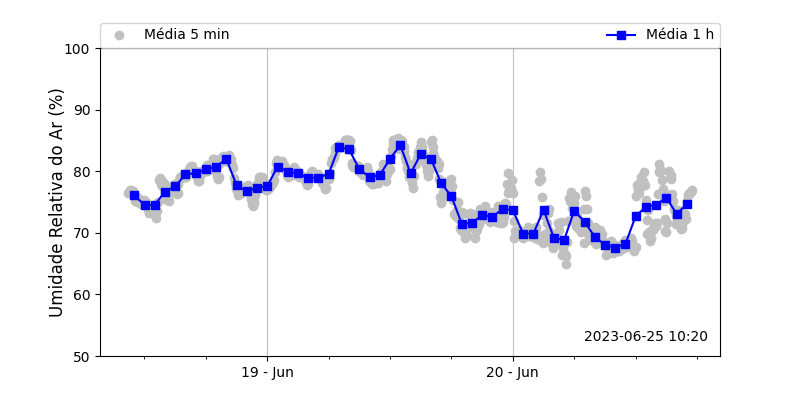 Média 5 min
Média 1 h
Umidade Relativa do Ar (%)
100
90
80
70
60
50
2023-06-25 10:20
19 - Jun
20 - Jun